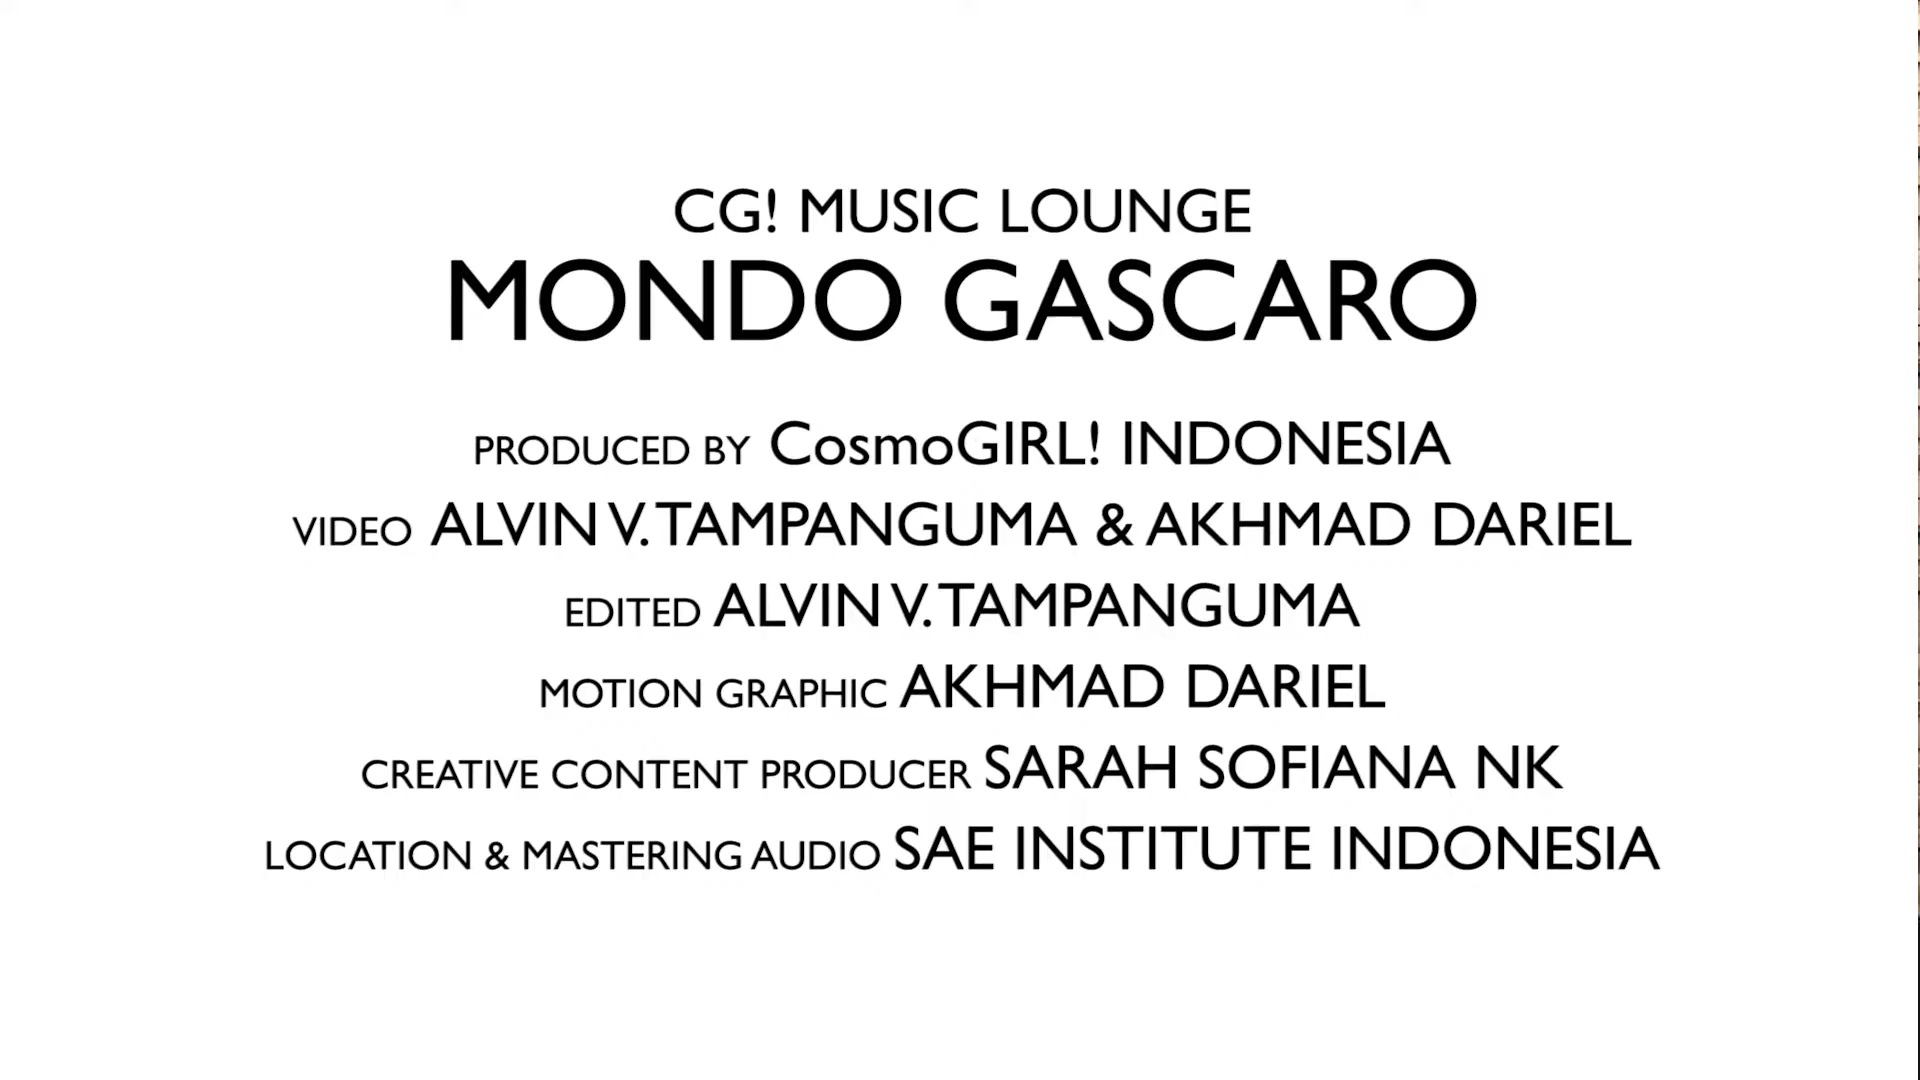 CG! MUSIC LOUNGE
MONDO GASCARO
PRODUCED BY CosmoGIRL! INDONESIA
VIDEO ALVIN V. TAMPANGUMA & AKHMAD DARIEL
EDITED ALVIN V. TAMPANGUMA
MOTION GRAPHIC AKHMAD DARIEL
CREATIVE CONTENT PRODUCER SARAH SOFIANA NK
LOCATION & MASTERING AUDIO SAE INSTITUTE INDONESIA